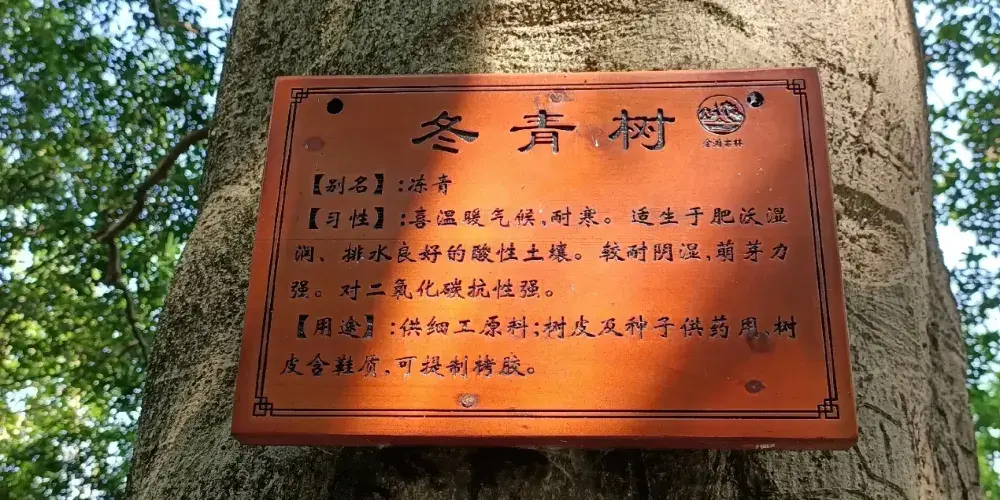 冬青树
【别名】:冻青
【习性】:喜温暖气候、耐寒。适生于肥沃湿
润、排水良好的酸性土壤。较耐阴湿,萌芽力
强。对二氧化碳抗性强。
【用途】:供细工原料;树皮及种子供药用、树
皮含鞋质,可提制栲胶。